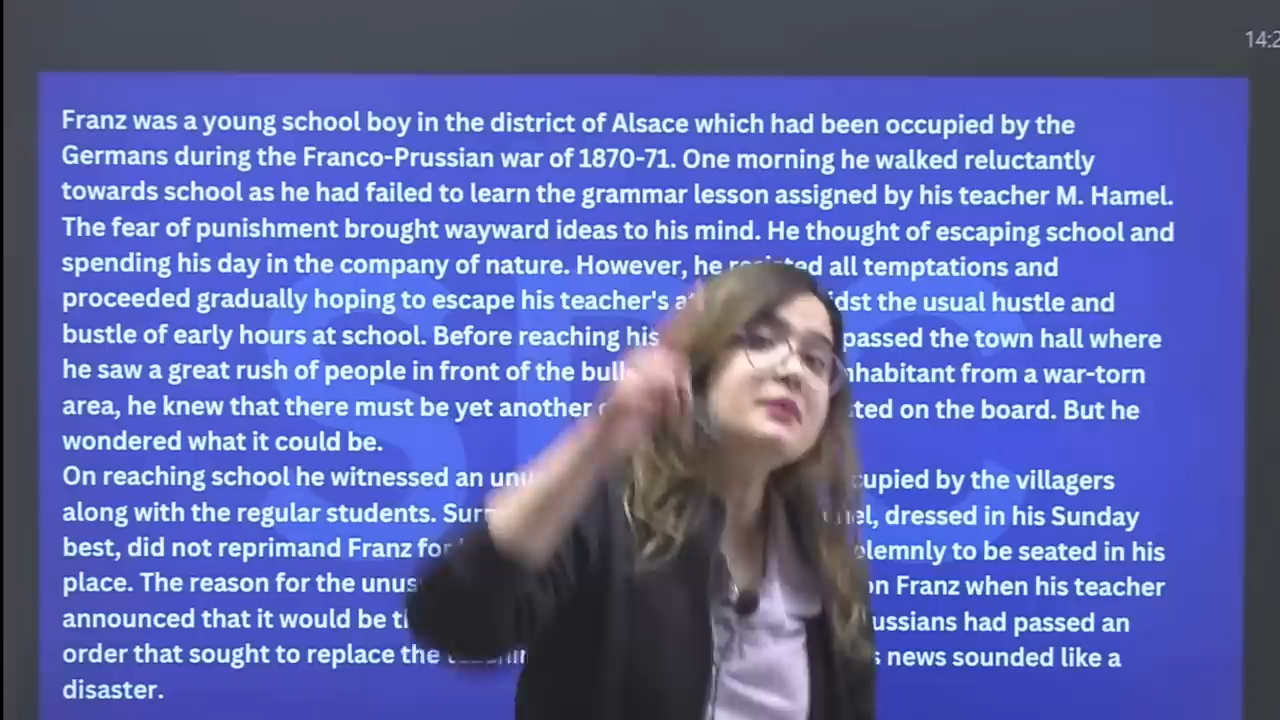 14:2
Franz was a young school boy in the district of Alsace which had been occupied by the
Germans during the Franco-Prussian war of 1870-71. One morning he walked reluctantly
towards school as he had failed to learn the grammar lesson assigned by his teacher M. Hamel.
The fear of punishment brought wayward ideas to his mind. He thought of escaping school and
spending his day in the company of nature. However, he resisted all temptations and
proceeded gradually hoping to escape his teacher's the usual hustle and
bustle of early hours at school. Before reaching his passed the town hall where
he saw a great rush of people in front of the inhabitant from a war-torn
area, he knew that there must be yet another on the board. But he
wondered what it could be.
On reaching school he witnessed an by the villagers
along with the regular students. dressed in his Sunday
best, did not reprimand Franz solemnly to be seated in his
place. The reason for the on Franz when his teacher
announced that it would be had passed an
order that sought to replace the news sounded like a
disaster.
SRCC